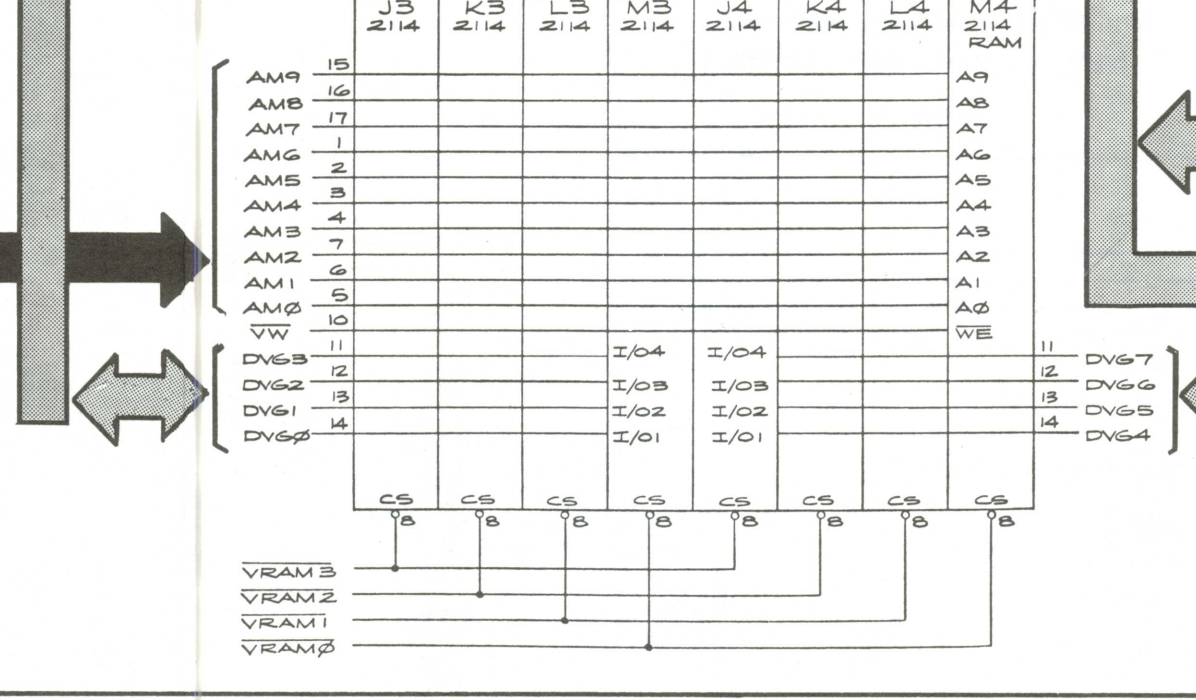 J3 K3 L3 M3 J4 K4 L4 M4
2114 2114 2114 2114 2114 2114 2114 2114
RAM
AM9 15 A9
AM8 16 A8
AM7 17 A7
AM6 1 A6
AM5 2 A5
AM4 3 A4
AM3 4 A3
AM2 7 A2
AM1 6 A1
AMØ 5 AØ
VW 10 WE
DVG3 11 I/O4 I/O4 11 DVG7
DVG2 12 I/O3 I/O3 12 DVG6
DVG1 13 I/O2 I/O2 13 DVG5
DVGØ 14 I/O1 I/O1 14 DVG4
CS CS CS CS CS CS CS CS
8 8 8 8 8 8 8 8
VRAM3
VRAM2
VRAM1
VRAMØ